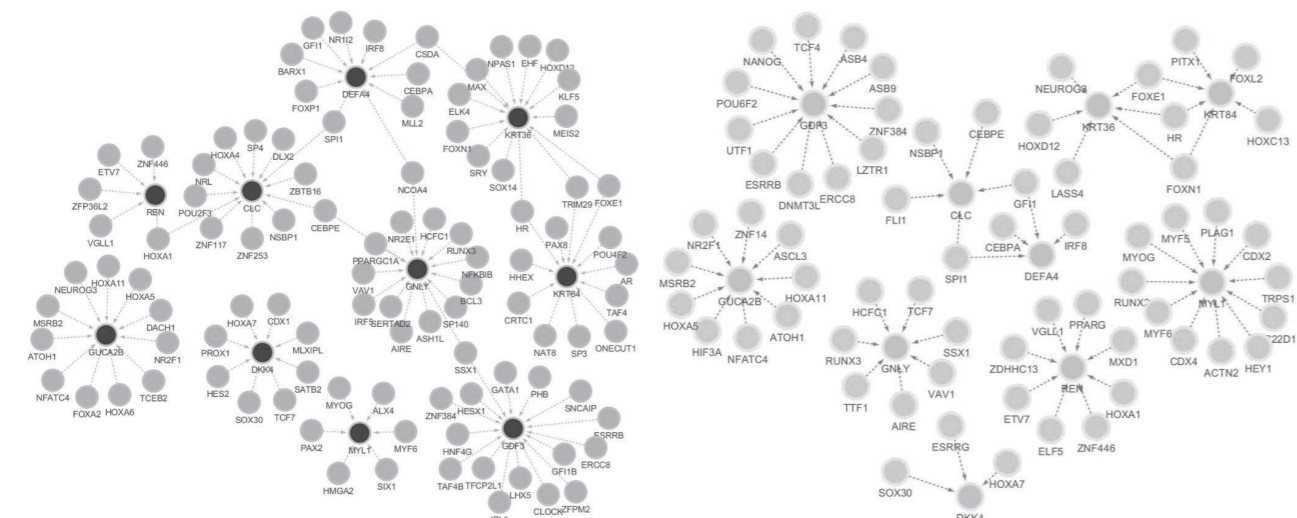 GFI1
NR1I2
IRF8
CSDA
BARX1
DEFA4
CEBPA
FOXP1
MLL2
SPI1
NPAS1
EHF
HOXD12
MAX
KLF5
ELK4
KRT36
MEIS2
FOXN1
SRY
SOX14
ZNF446
ETV7
ZFP36L2
REN
VGLL1
HOXA1
HOXA4
SP4
DLX2
NRL
ZBTB16
POU2F3
CLC
NSBP1
CEBPE
ZNF117
ZNF253
NCOA4
TRIM29
FOXE1
HR
NR2E1
HCFC1
RUNX3
PPARGC1A
NFKBIB
GNLY
VAV1
BCL3
IRF5
SERTAD2
SP140
ASH1L
AIRE
SSX1
PAX8
POU4F2
HHEX
AR
KRT84
CRTC1
TAF4
NAT8
SP3
ONECUT1
NEUROG3
HOXA11
HOXA5
MSRB2
DACH1
ATOH1
GUCA2B
NR2F1
NFATC4
TCEB2
FOXA2
HOXA6
HOXA7
CDX1
PROX1
MLXIPL
DKK4
HES2
SATB2
SOX30
TCF7
MYOG
ALX4
PAX2
MYL1
MYF6
HMGA2
SIX1
GATA1
PHB
ZNF384
HESX1
SNCAIP
GDF3
ESRRB
HNF4G
ERCC8
GFI1B
TAF4B
TFCP2L1
LHX5
CLOCK
ZFPM2
TCF4
NANOG
ASB4
ASB9
POU6F2
GDF3
ZNF384
UTF1
LZTR1
ESRRB
ERCC8
DNMT3L
CEBPE
NSBP1
FLI1
CLC
GFI1
CEBPA
IRF8
SPI1
DEFA4
PITX1
NEUROG3
FOXE1
FOXL2
KRT36
KRT84
HOXD12
HR
HOXC13
LASS4
FOXN1
NR2F1
ZNF14
ASCL3
MSRB2
GUCA2B
HOXA11
HOXA5
ATOH1
HIF3A
NFATC4
HCFC1
TCF7
RUNX3
GNLY
SSX1
TTF1
VAV1
AIRE
ESRRG
SOX30
HOXA7
DKK4
VGLL1
PPARG
ZDHHC13
MXD1
REN
ETV7
HOXA1
ELF5
ZNF446
PLAG1
MYF5
CDX2
MYOG
MYL1
TRPS1
MYF6
CDX4
ACTN2
HEY1